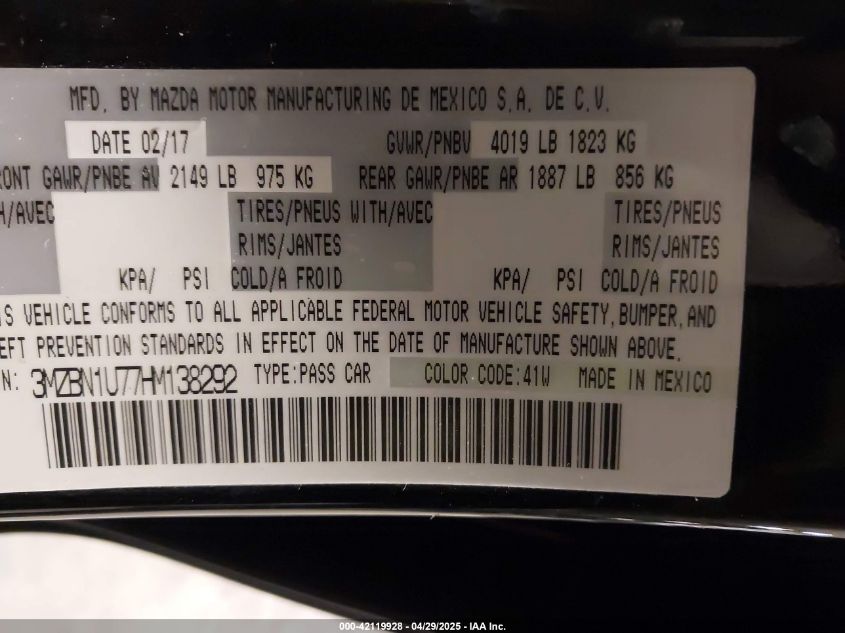 MFD. BY MAZDA MOTOR MANUFACTURING DE MEXICO S.A. DE C.V.
DATE 02/17 GVWR/PNBV 4019 LB 1823 KG
RONT GAWR/PNBE AV 2149 LB 975 KG REAR GAWR/PNBE AR 1887 LB 856 KG
H/AVEC TIRES/PNEUS WITH/AVEC TIRES/PNEUS
RIMS/JANTES RIMS/JANTES
KPA/ PSI COLD/A FROID KPA/ PSI COLD/A FROID
IS VEHICLE CONFORMS TO ALL APPLICABLE FEDERAL MOTOR VEHICLE SAFETY, BUMPER, AND
EFT PREVENTION STANDARDS IN EFFECT ON THE DATE OF MANUFACTURE SHOWN ABOVE.
N: 3MZBN1U77HM138292 TYPE:PASS CAR COLOR CODE:41W MADE IN MEXICO
000-42119928 - 04/29/2025 - IAA Inc.